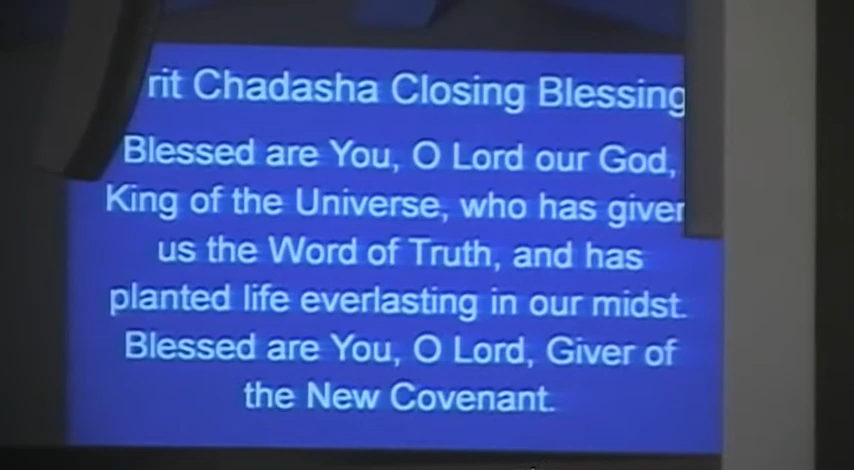 rit Chadasha Closing Blessing
Blessed are You, O Lord our God,
King of the Universe, who has given
us the Word of Truth, and has
planted life everlasting in our midst.
Blessed are You, O Lord, Giver of
the New Covenant.